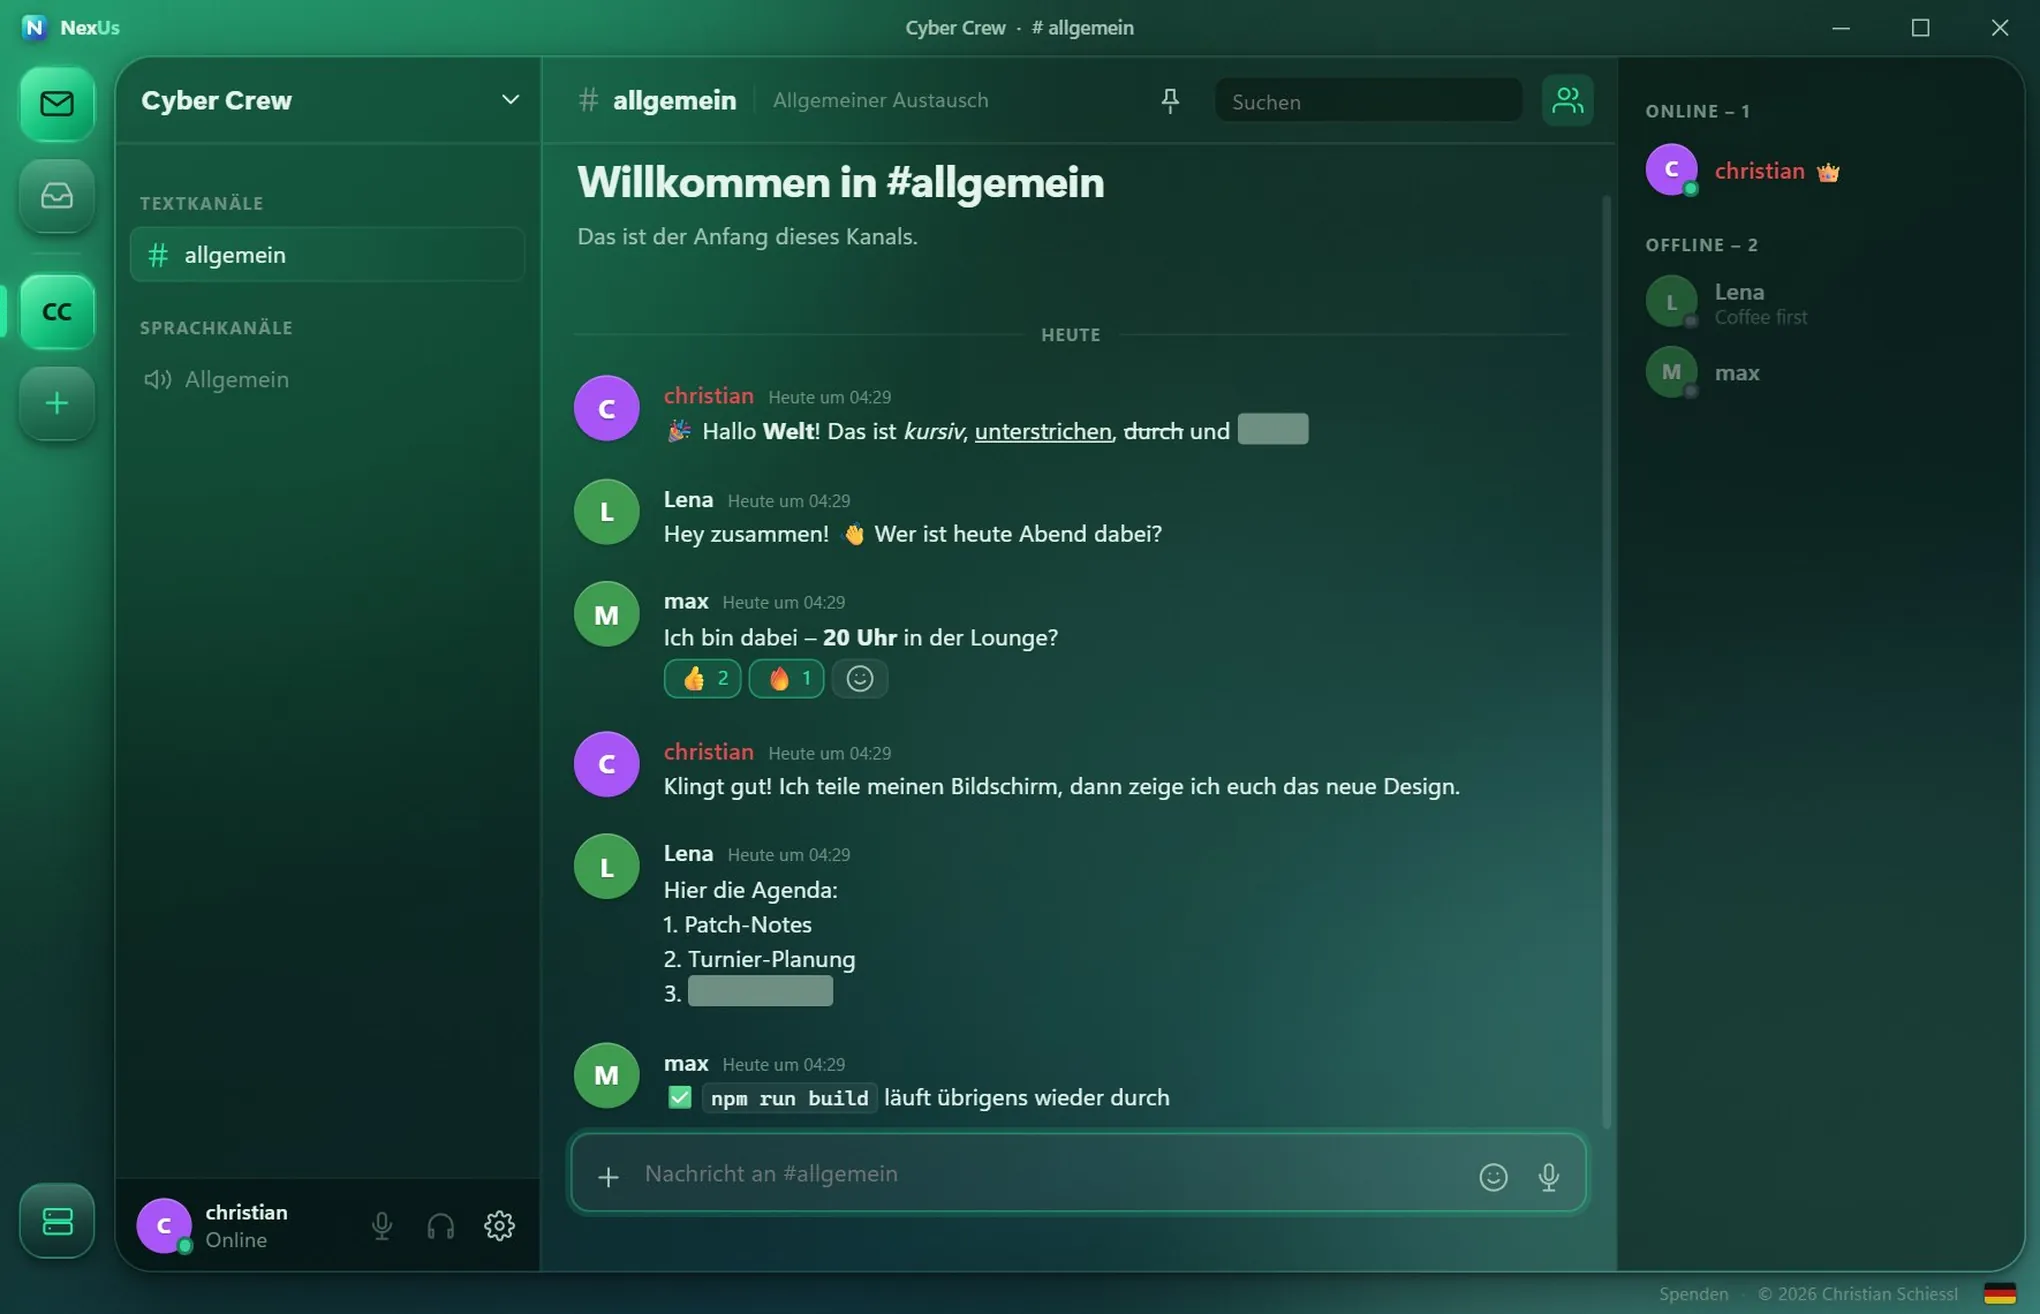 NexUs
Cyber Crew · # allgemein
Cyber Crew
TEXTKANÄLE
# allgemein
SPRACHKANÄLE
Allgemein
CC
christian
Online
# allgemein
Allgemeiner Austausch
Suchen
Willkommen in #allgemein
Das ist der Anfang dieses Kanals.
HEUTE
C
christian Heute um 04:29
🎉 Hallo Welt! Das ist kursiv, unterstrichen, durch und
L
Lena Heute um 04:29
Hey zusammen! 👋 Wer ist heute Abend dabei?
M
max Heute um 04:29
Ich bin dabei – 20 Uhr in der Lounge?
👍 2 🔥 1
C
christian Heute um 04:29
Klingt gut! Ich teile meinen Bildschirm, dann zeige ich euch das neue Design.
L
Lena Heute um 04:29
Hier die Agenda:
1. Patch-Notes
2. Turnier-Planung
3.
M
max Heute um 04:29
✅ npm run build läuft übrigens wieder durch
Nachricht an #allgemein
C
ONLINE – 1
C
christian 👑
OFFLINE – 2
L
Lena
Coffee first
M
max
Spenden · © 2026 Christian Schiessl